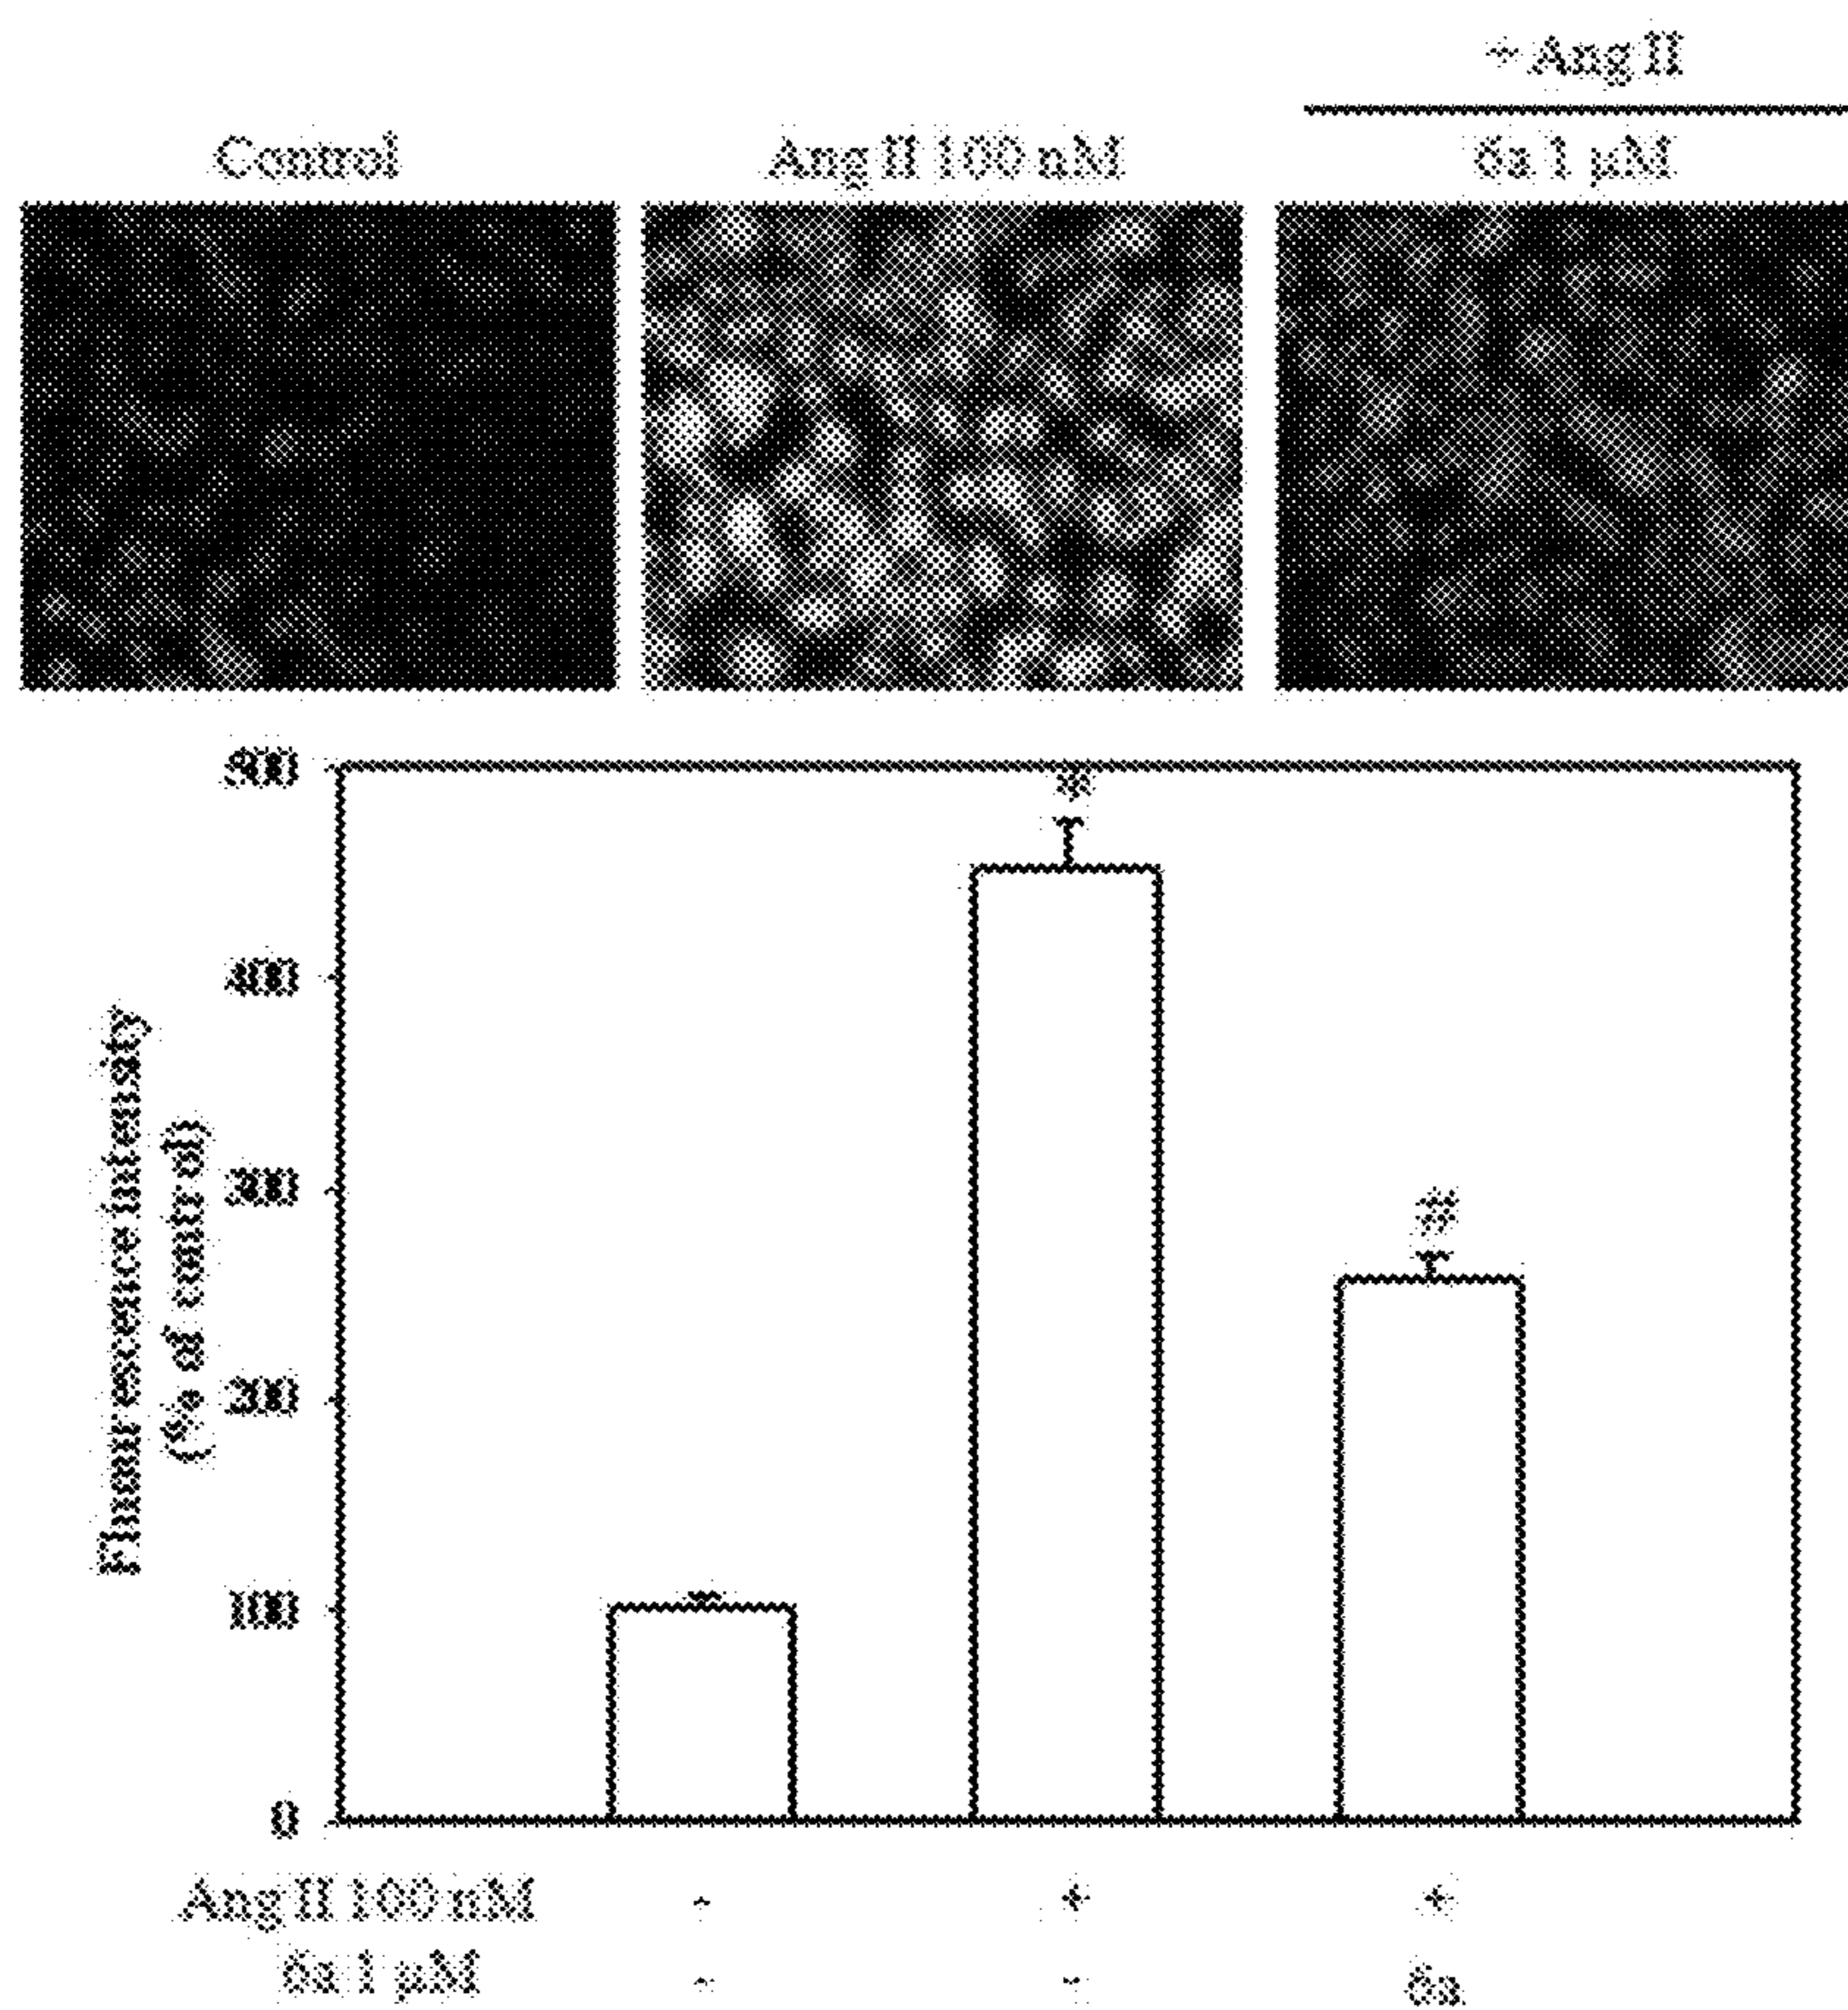 + Ang II
Control
Ang II 100 nM
6a 1 µM
*
#
500
400
300
200
100
0
Fluorescence intensity
(% of control)
Ang II 100 nM - + +
6a 1 µM - - 6a